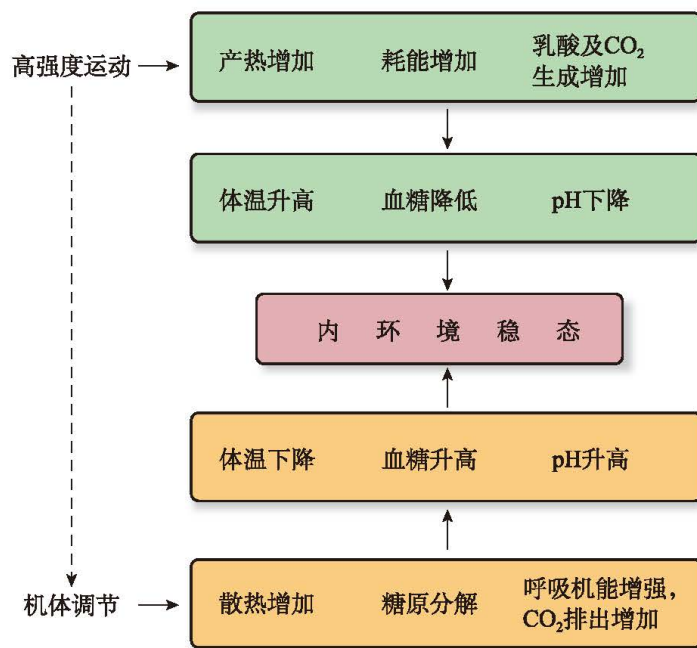 高强度运动
产热增加 耗能增加 乳酸及CO₂
生成增加
体温升高 血糖降低 pH下降
内环境稳态
体温下降 血糖升高 pH升高
机体调节
散热增加 糖原分解 呼吸机能增强，
CO₂排出增加